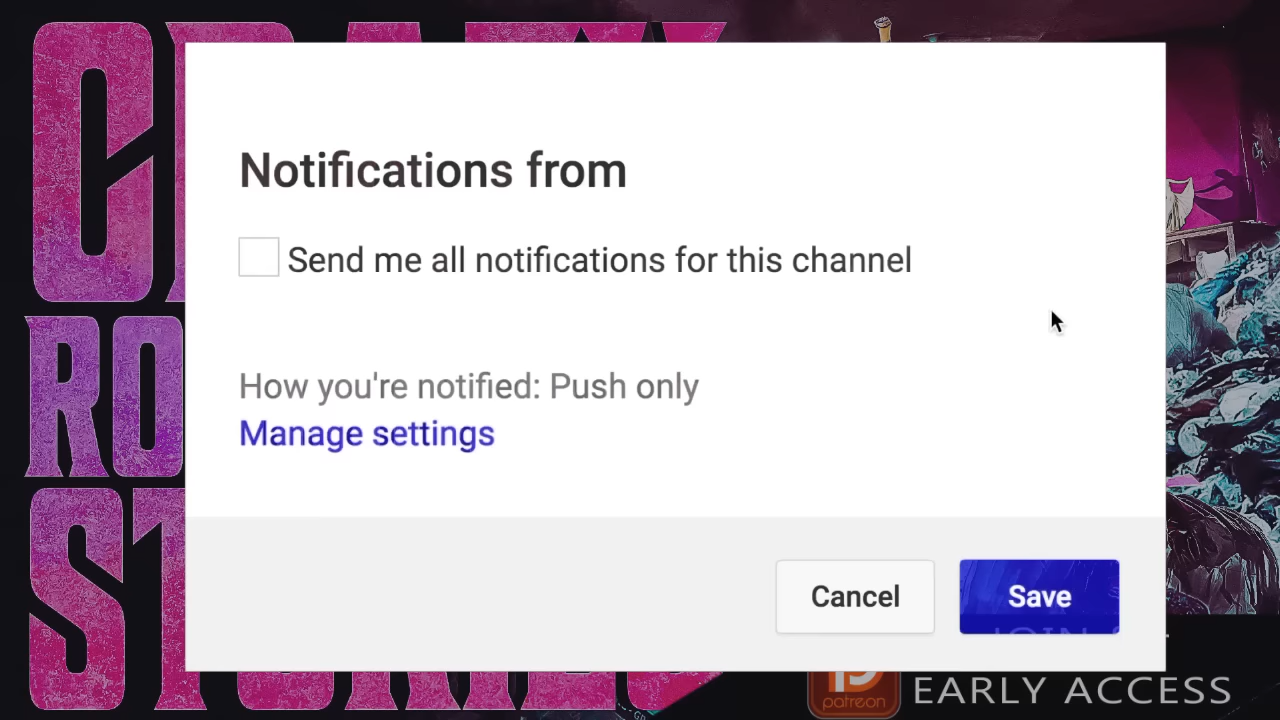 Notifications from
Send me all notifications for this channel
How you're notified: Push only
Manage settings
Cancel
Save
patreon
EARLY ACCESS